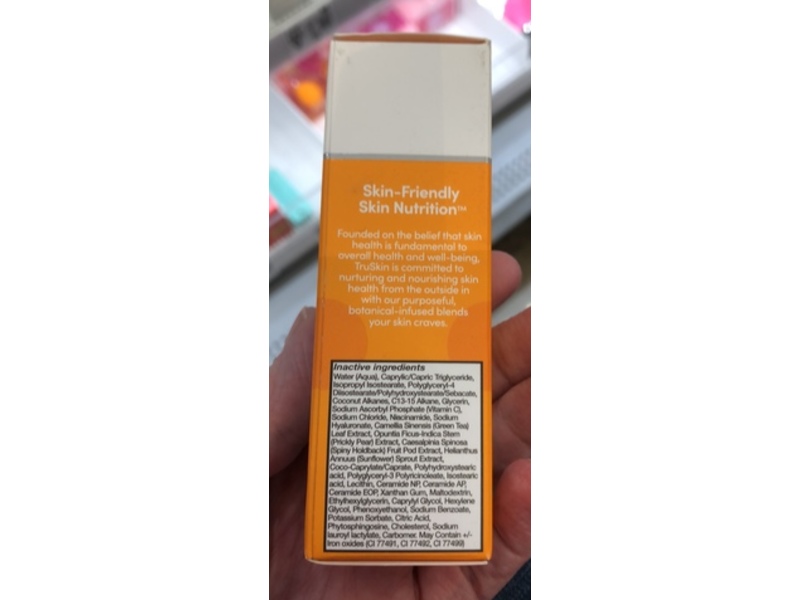 Skin-Friendly
Skin Nutrition™
Founded on the belief that skin
health is fundamental to
overall health and well-being,
TruSkin is committed to
nurturing and nourishing skin
health from the outside in
with our purposeful,
botanical-infused blends
your skin craves.
Inactive ingredients
Water (Aqua), Caprylic/Capric Triglyceride,
Isopropyl Isostearate, Polyglyceryl-4
Diisostearate/Polyhydroxystearate/Sebacate,
Coconut Alkanes, C13-15 Alkane, Glycerin,
Sodium Ascorbyl Phosphate (Vitamin C),
Sodium Chloride, Niacinamide, Sodium
Hyaluronate, Camellia Sinensis (Green Tea)
Leaf Extract, Opuntia Ficus-Indica Stem
(Prickly Pear) Extract, Caesalpinia Spinosa
(Spiny Holdback) Fruit Pod Extract, Helianthus
Annuus (Sunflower) Sprout Extract,
Coco-Caprylate/Caprate, Polyhydroxystearic
acid, Polyglyceryl-3 Polyricinoleate, Isostearic
acid, Lecithin, Ceramide NP, Ceramide AP,
Ceramide EOP, Xanthan Gum, Maltodextrin,
Ethylhexylglycerin, Caprylyl Glycol, Hexylene
Glycol, Phenoxyethanol, Sodium Benzoate,
Potassium Sorbate, Citric Acid,
Phytosphingosine, Cholesterol, Sodium
lauroyl lactylate, Carbomer. May Contain +/-
Iron oxides (CI 77491, CI 77492, CI 77499)